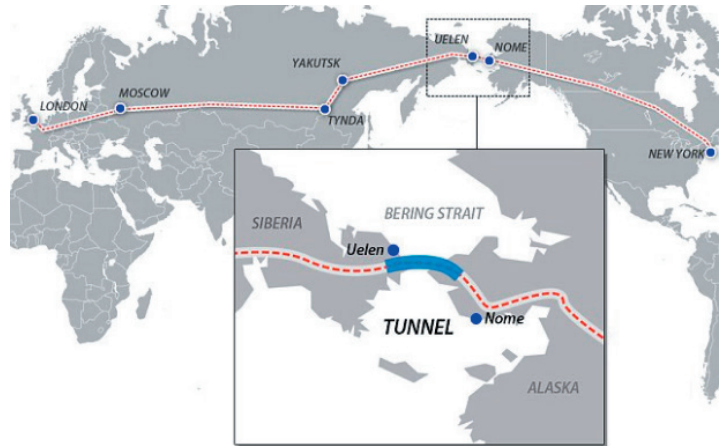 UELEN
NOME
YAKUTSK
LONDON
MOSCOW
TYNDA
NEW YORK
SIBERIA
BERING STRAIT
Uelen
TUNNEL
Nome
ALASKA